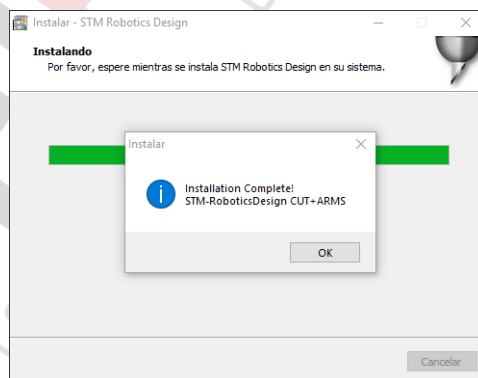 Instalar - STM Robotics Design
Instalando
Por favor, espere mientras se instala STM Robotics Design en su sistema.
Instalar
Installation Complete!
STM-RoboticsDesign CUT+ARMS
OK
Cancelar